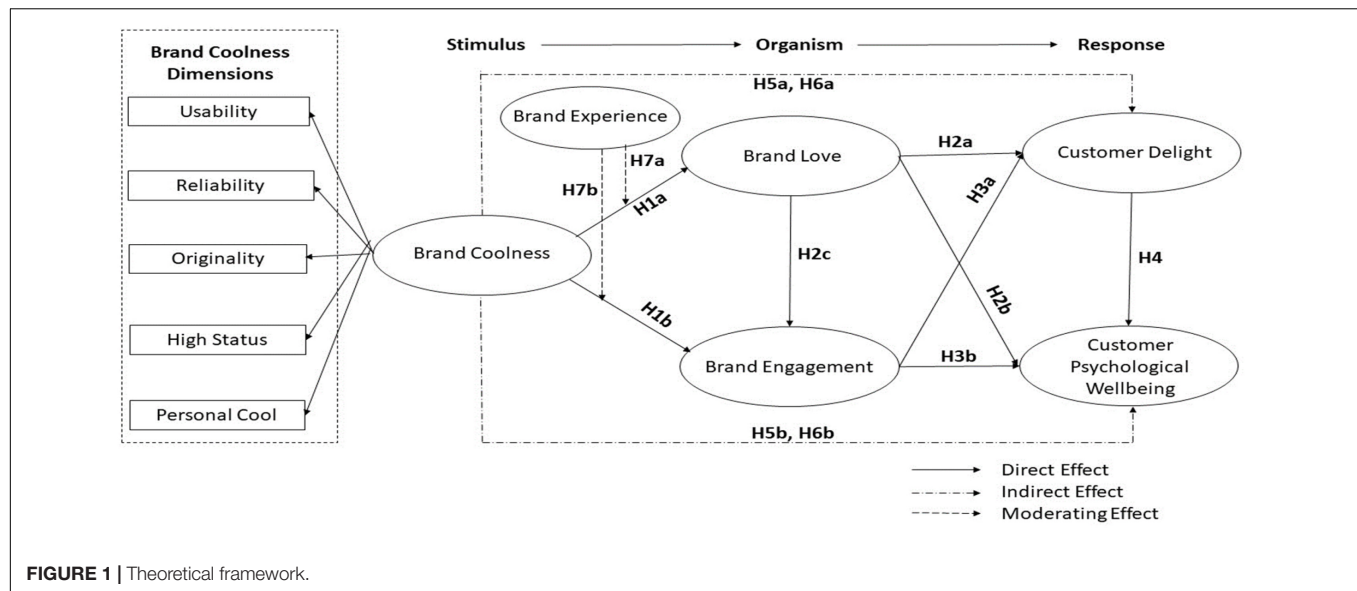 Brand Coolness
Dimensions
Usability
Reliability
Originality
High Status
Personal Cool
Stimulus
Organism
Response
H5a, H6a
Brand Experience
H7a
H7b
H1a
Brand Love
H2a
Customer Delight
H3a
Brand Coolness
H2c
H4
H1b
H2b
Brand Engagement
H3b
Customer
Psychological
Wellbeing
H5b, H6b
Direct Effect
Indirect Effect
Moderating Effect
FIGURE 1 | Theoretical framework.